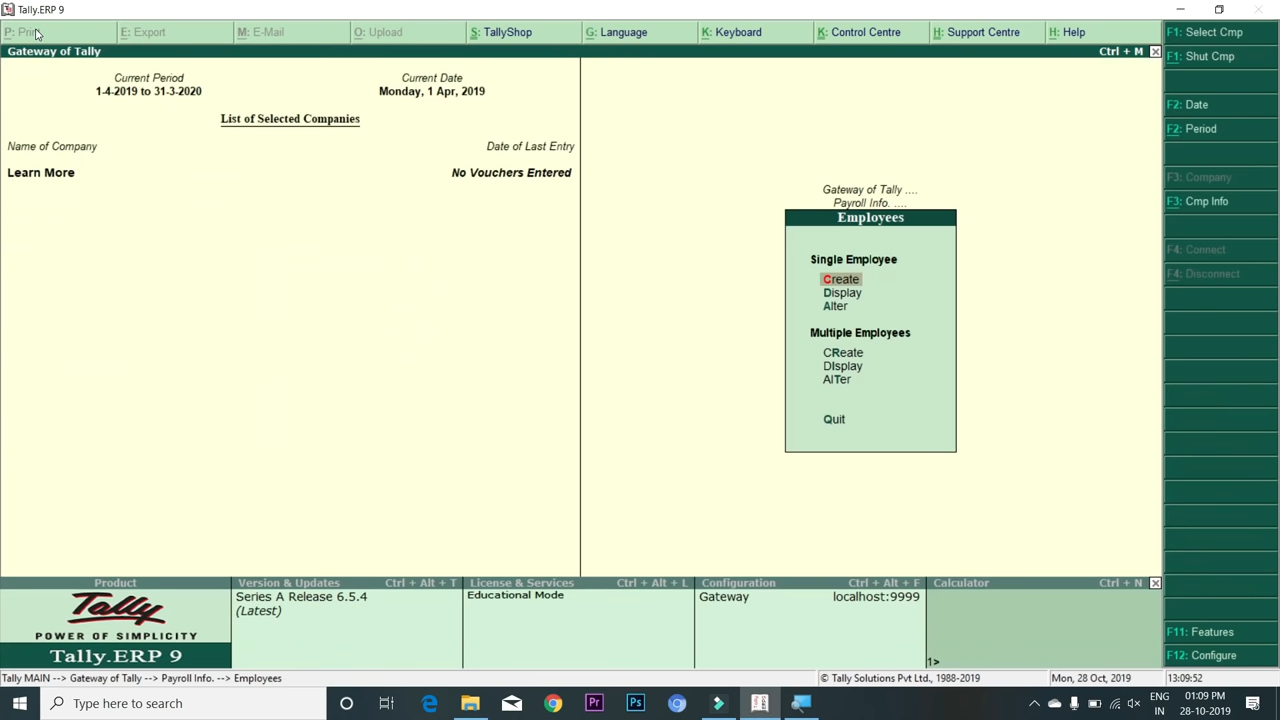 Tally.ERP 9
P: Print
E: Export
M: E-Mail
O: Upload
S: TallyShop
G: Language
K: Keyboard
K: Control Centre
H: Support Centre
H: Help
Gateway of Tally
Ctrl + M
Current Period
1-4-2019 to 31-3-2020
Current Date
Monday, 1 Apr, 2019
List of Selected Companies
Name of Company
Date of Last Entry
Learn More
No Vouchers Entered
Gateway of Tally ....
Payroll Info. ....
Employees
Single Employee
Create
Display
Alter
Multiple Employees
CReate
DIsplay
AlTer
Quit
F1: Select Cmp
F1: Shut Cmp
F2: Date
F2: Period
F3: Company
F3: Cmp Info
F4: Connect
F4: Disconnect
F11: Features
F12: Configure
Product
Tally
POWER OF SIMPLICITY
Tally.ERP 9
Version & Updates
Ctrl + Alt + T
Series A Release 6.5.4
(Latest)
License & Services
Ctrl + Alt + L
Educational Mode
Configuration
Ctrl + Alt + F
Gateway
localhost:9999
Calculator
Ctrl + N
1>
Tally MAIN --> Gateway of Tally --> Payroll Info. --> Employees
© Tally Solutions Pvt Ltd., 1988-2019
Mon, 28 Oct, 2019
13:09:52
Type here to search
Pr
Ps
ENG
IN
01:09 PM
28-10-2019